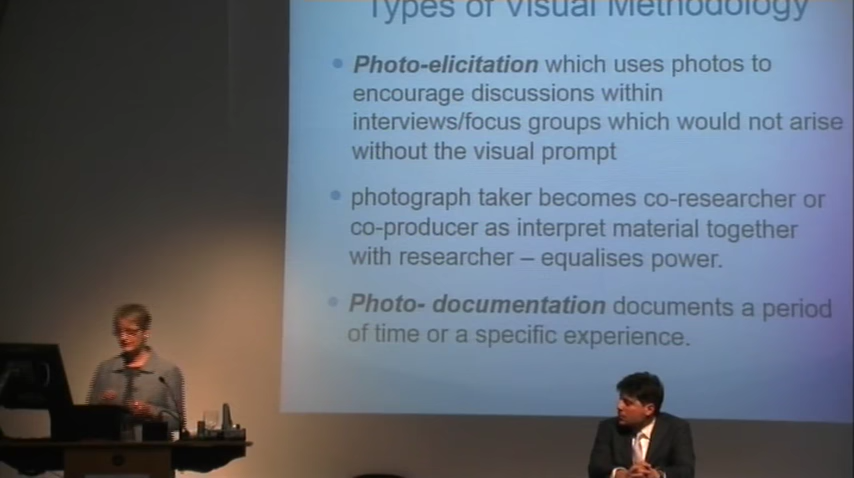 Types of Visual Methodology
Photo-elicitation which uses photos to
encourage discussions within
interviews/focus groups which would not arise
without the visual prompt
photograph taker becomes co-researcher or
co-producer as interpret material together
with researcher – equalises power.
Photo- documentation documents a period
of time or a specific experience.